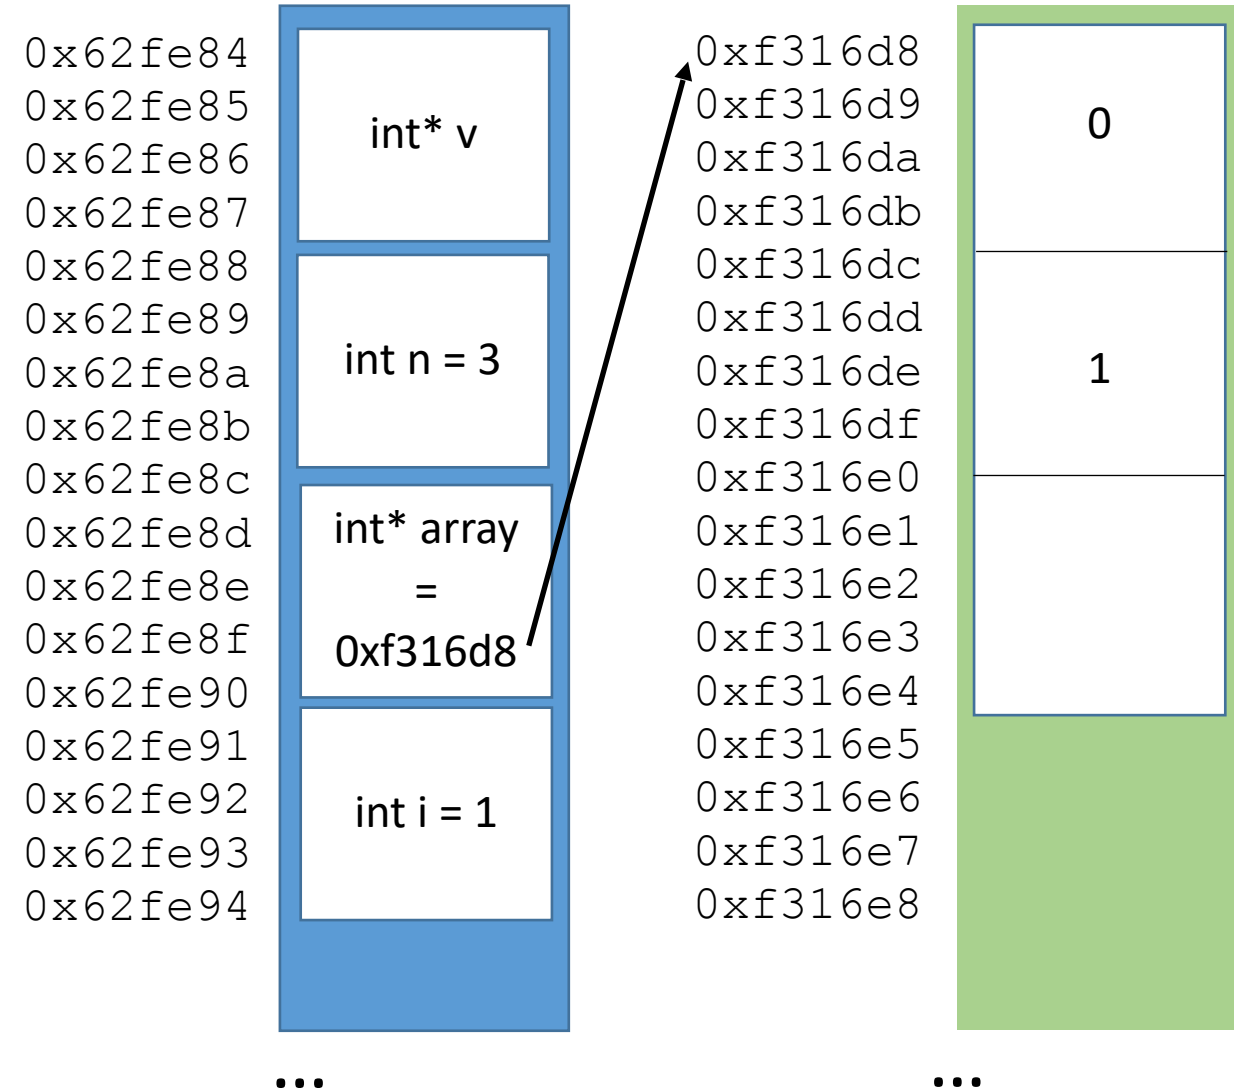 0x62fe84
0x62fe85
0x62fe86
0x62fe87
0x62fe88
0x62fe89
0x62fe8a
0x62fe8b
0x62fe8c
0x62fe8d
0x62fe8e
0x62fe8f
0x62fe90
0x62fe91
0x62fe92
0x62fe93
0x62fe94
int* v
int n = 3
int* array
=
0xf316d8
int i = 1
...
0xf316d8
0xf316d9
0xf316da
0xf316db
0xf316dc
0xf316dd
0xf316de
0xf316df
0xf316e0
0xf316e1
0xf316e2
0xf316e3
0xf316e4
0xf316e5
0xf316e6
0xf316e7
0xf316e8
0
1
...